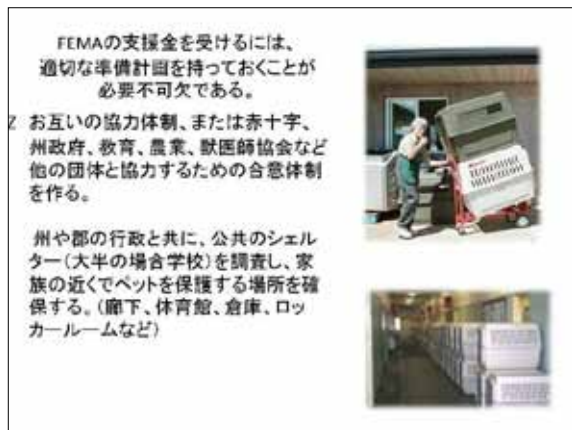 FEMAの支援金を受けるには、
適切な準備計画を持っておくことが
必要不可欠である。
お互いの協力体制、または赤十字、
州政府、教育、農業、獣医師協会など
他の団体と協力するための合意体制
を作る。
州や郡の行政と共に、公共のシェル
ター(大半の場合学校)を調査し、家
族の近くでペットを保護する場所を確
保する。(廊下、体育館、倉庫、ロッ
カールームなど)